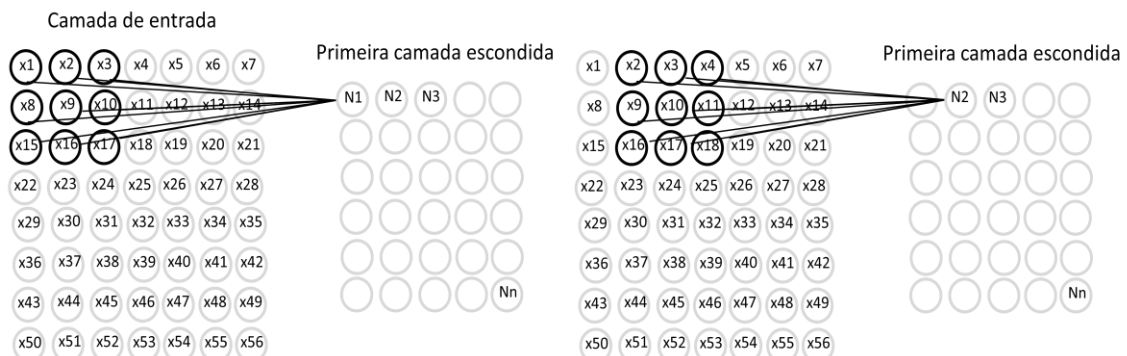 Camada de entrada
Primeira camada escondida
x1 x2 x3 x4 x5 x6 x7
N1 N2 N3
x8 x9 x10 x11 x12 x13 x14
x15 x16 x17 x18 x19 x20 x21
x22 x23 x24 x25 x26 x27 x28
x29 x30 x31 x32 x33 x34 x35
x36 x37 x38 x39 x40 x41 x42
Nn
x43 x44 x45 x46 x47 x48 x49
x50 x51 x52 x53 x54 x55 x56
Primeira camada escondida
x1 x2 x3 x4 x5 x6 x7
N2 N3
x8 x9 x10 x11 x12 x13 x14
x15 x16 x17 x18 x19 x20 x21
x22 x23 x24 x25 x26 x27 x28
x29 x30 x31 x32 x33 x34 x35
x36 x37 x38 x39 x40 x41 x42
Nn
x43 x44 x45 x46 x47 x48 x49
x50 x51 x52 x53 x54 x55 x56